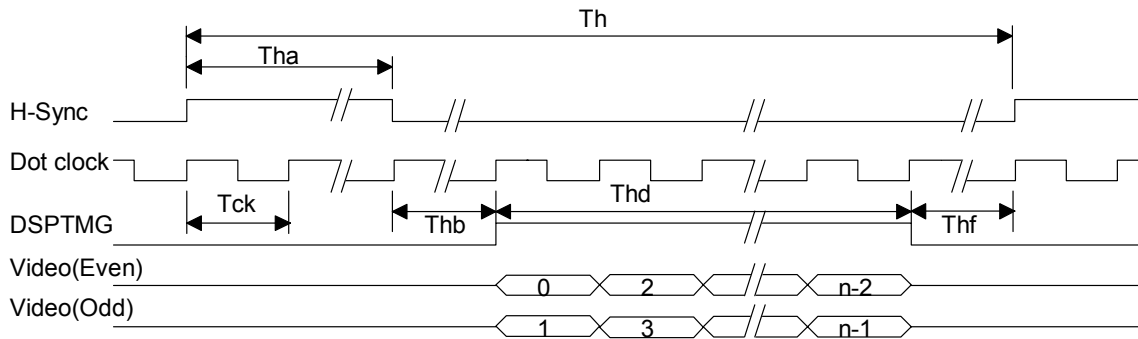 Th
Tha
H-Sync
Dot clock
Tck
Thb
Thd
Thf
DSPTMG
Video(Even)
0 2 n-2
Video(Odd)
1 3 n-1